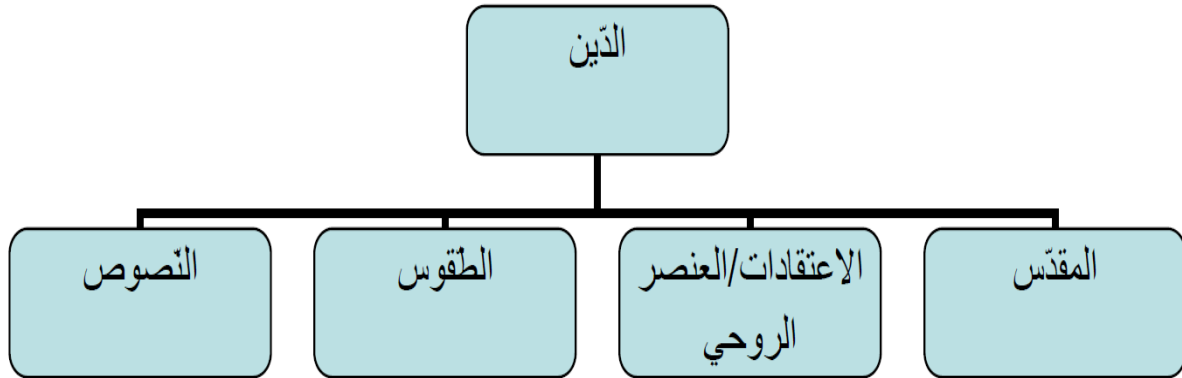 الدّين
المقدّس
الاعتقادات/العنصر
الروحي
الطّقوس
النّصوص